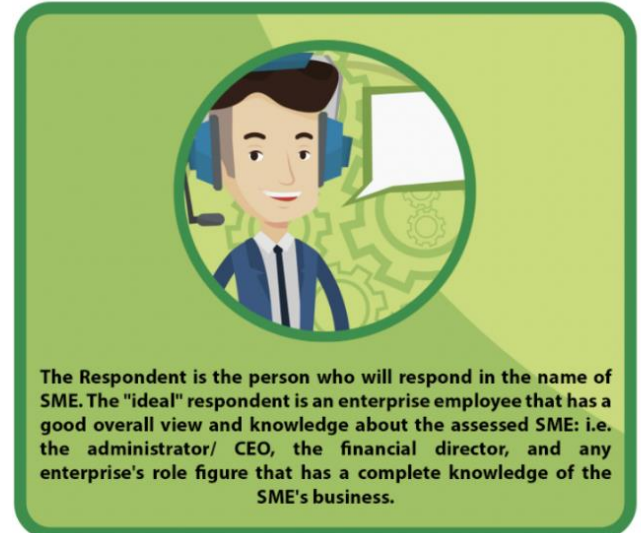 The Respondent is the person who will respond in the name of
SME. The "ideal" respondent is an enterprise employee that has a
good overall view and knowledge about the assessed SME: i.e.
the administrator/ CEO, the financial director, and any
enterprise's role figure that has a complete knowledge of the
SME's business.